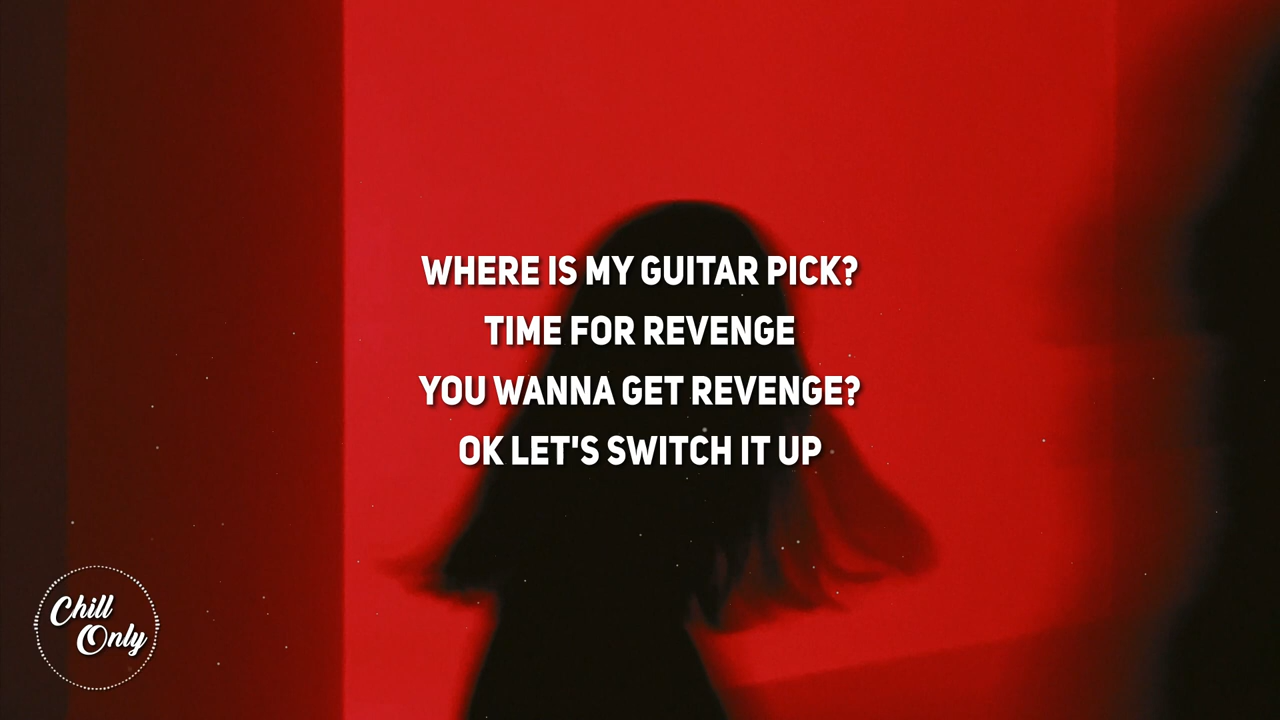 WHERE IS MY GUITAR PICK?
TIME FOR REVENGE
YOU WANNA GET REVENGE?
OK LET'S SWITCH IT UP
Chill
Only